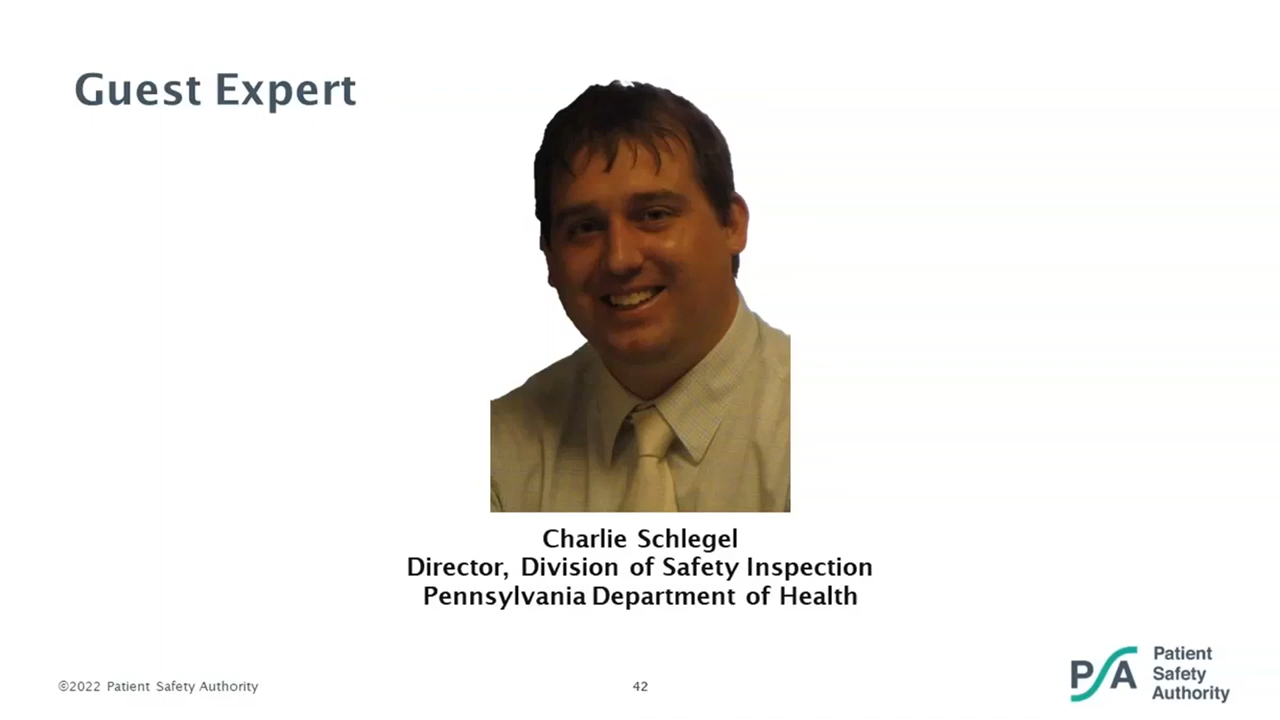 Guest Expert
Charlie Schlegel
Director, Division of Safety Inspection
Pennsylvania Department of Health
©2022 Patient Safety Authority
42
PSA
Patient
Safety
Authority